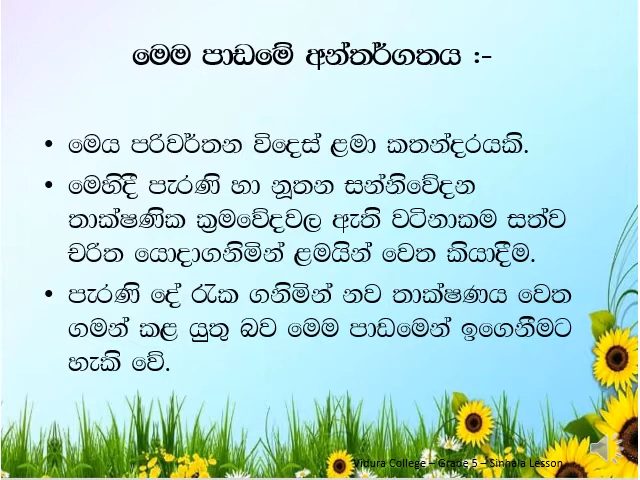 මෙම පාඩමේ අන්තර්ගතය :-
• මෙය පරිවර්තන විදෙස් ළමා කතන්දරයකි.
• මෙහිදී පැරණි හා නූතන සන්නිවේදන
තාක්ෂණික ක්‍රමවේදවල ඇති වටිනාකම සත්ව
චරිත යොදාගනිමින් ළමයින් වෙත කියාදීම.
• පැරණි දේ රැක ගනිමින් නව තාක්ෂණය වෙත
ගමන් කළ යුතු බව මෙම පාඩමෙන් ඉගෙනීමට
හැකි වේ.
Vidura College – Grade 5 – Sinhala Lesson